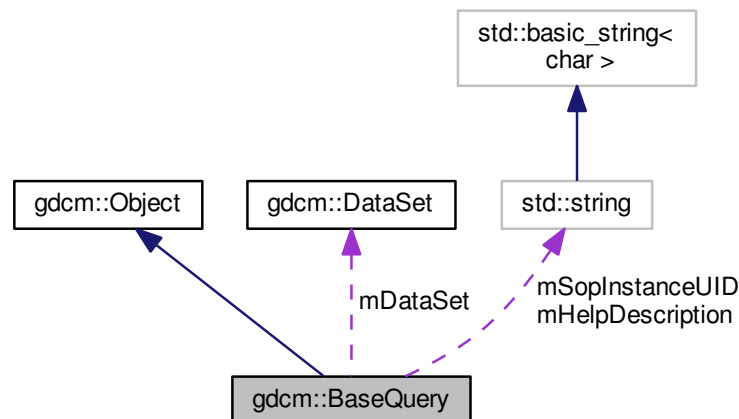 std::basic_string<
char >
gdcm::Object
gdcm::DataSet
std::string
mDataSet
mSopInstanceUID
mHelpDescription
gdcm::BaseQuery